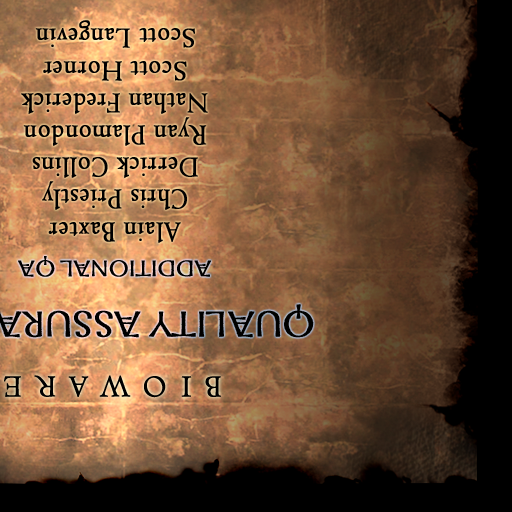 BIOWARE
QUALITY ASSURA
ADDITIONAL QA
Alain Baxter
Chris Priestly
Derrick Collins
Ryan Plamondon
Nathan Frederick
Scott Horner
Scott Langevin